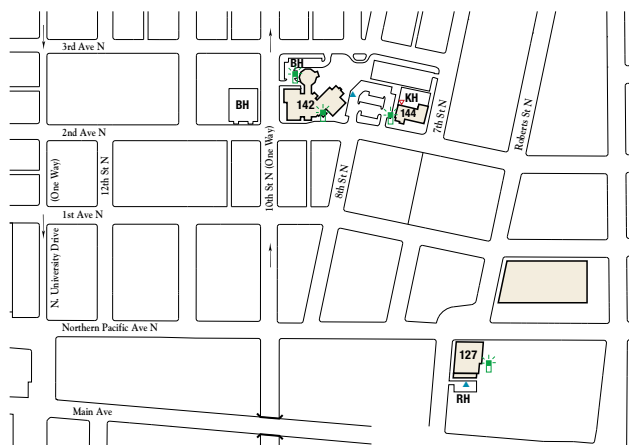 3rd Ave N
BH
BH
142
KH
144
2nd Ave N
(One Way)
12th St N
10th St N (One Way)
8th St N
7th St N
Roberts St N
1st Ave N
N. University Drive
Northern Pacific Ave N
127
RH
Main Ave